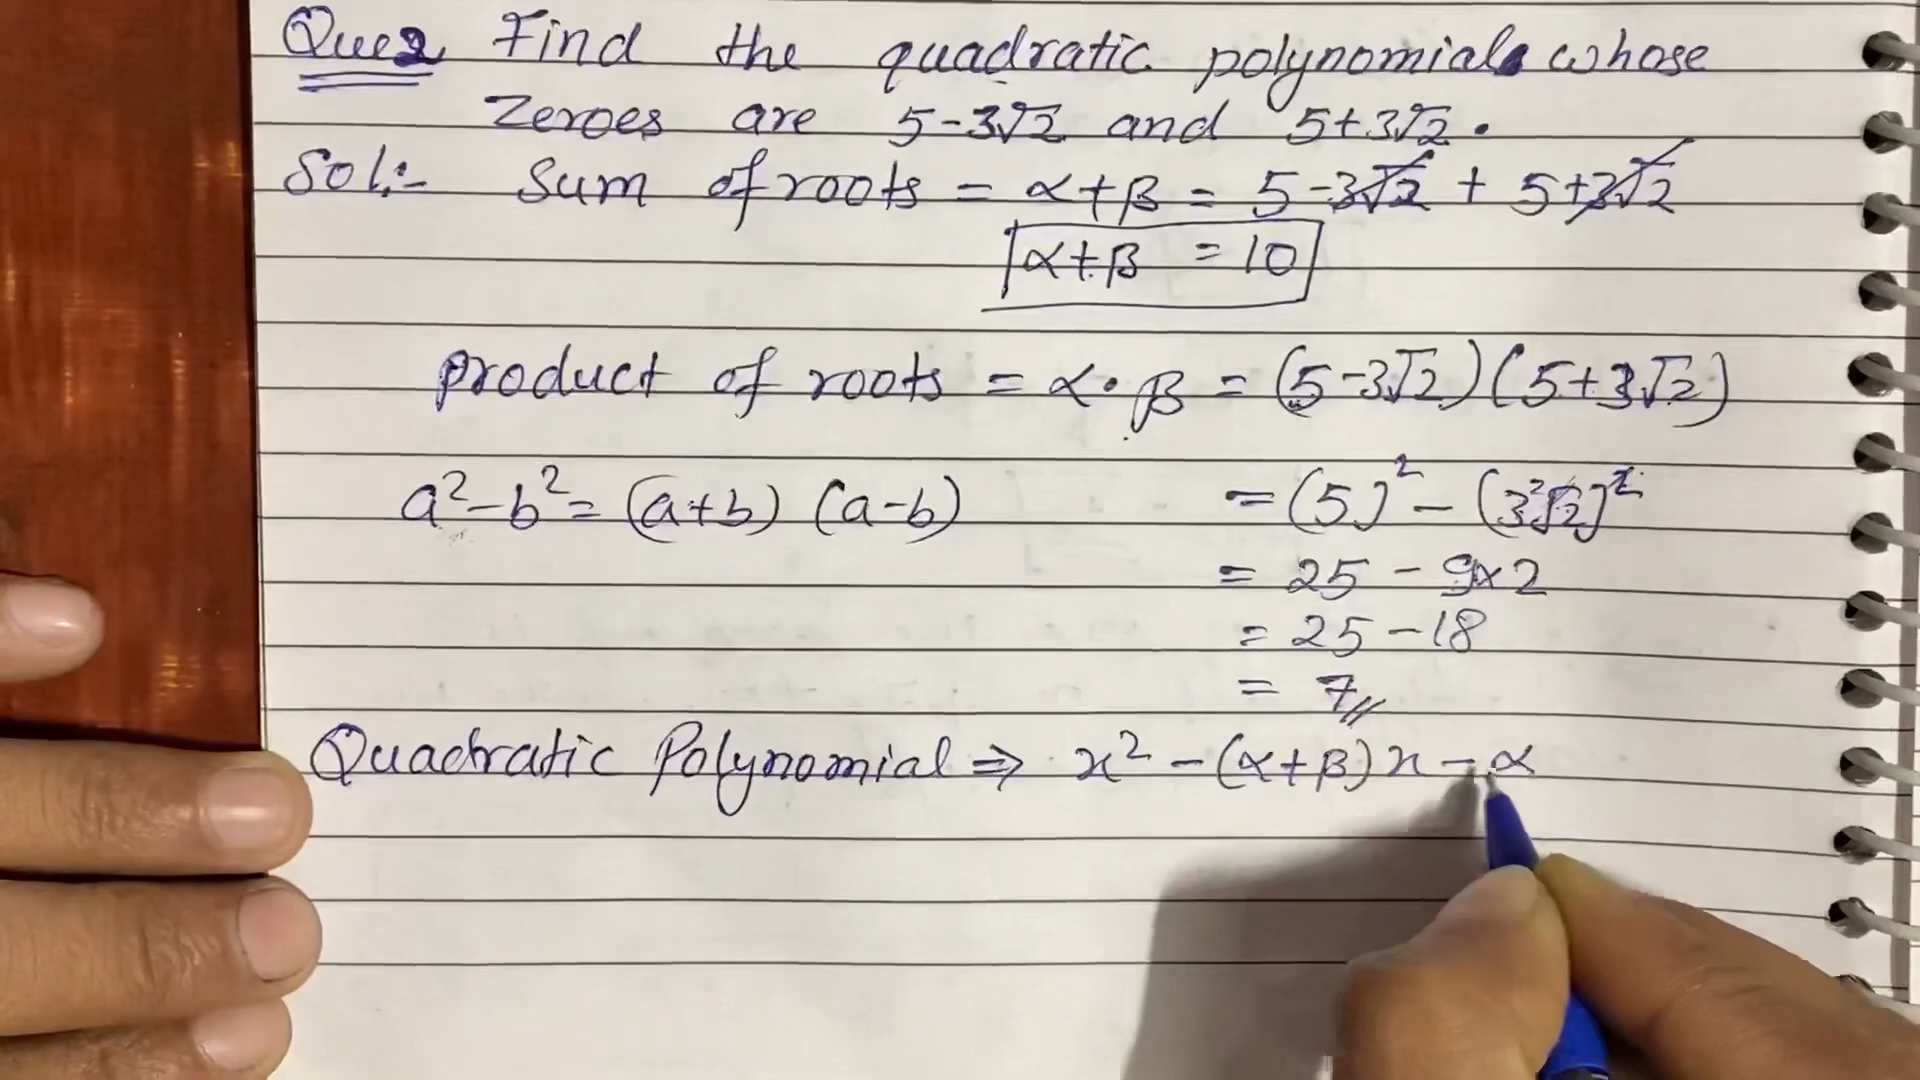 Que2 Find the quadratic polynomials whose
zeroes are 5-3√2 and 5+3√2.
Sol:- Sum of roots = α+β = 5-3√2 + 5+3√2
α+β = 10
product of roots = α·β = (5-3√2)(5+3√2)
a²-b² = (a+b) (a-b) = (5)² - (3²√2)²
= 25 - 9×2
= 25 - 18
= 7//
Quadratic Polynomial ⇒ x² - (α+β)x - α